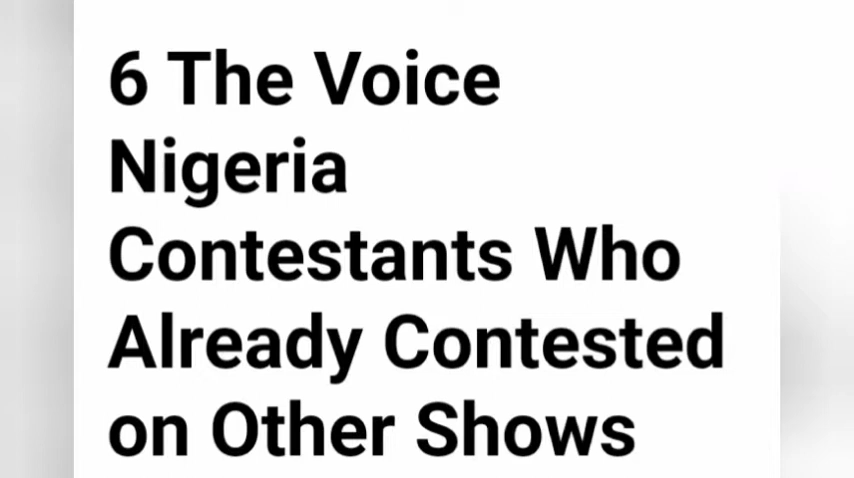 6 The Voice
Nigeria
Contestants Who
Already Contested
on Other Shows